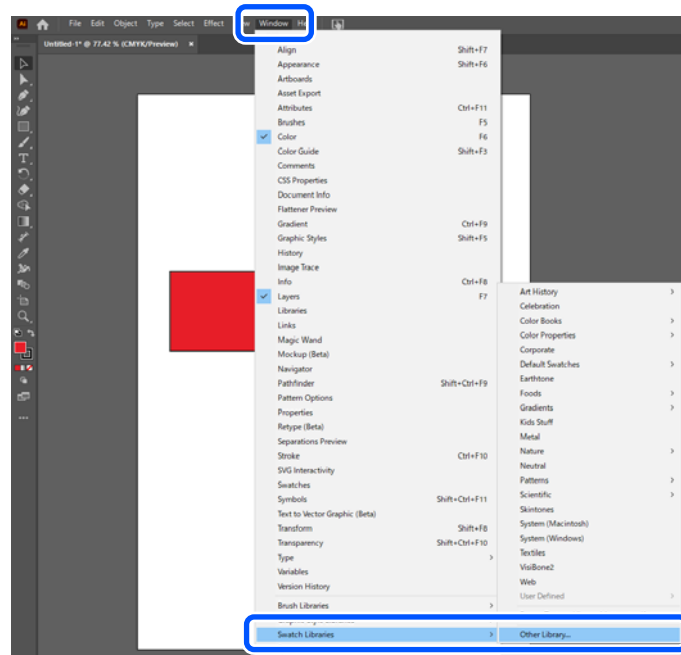 Ai File Edit Object Type Select Effect Window
Untitled-1* @ 77.42 % (CMYK/Preview) ×
Align Shift+F7
Appearance Shift+F6
Artboards
Asset Export
Attributes Ctrl+F11
Brushes F5
Color F6
Color Guide Shift+F3
Comments
CSS Properties
Document Info
Flattener Preview
Gradient Ctrl+F9
Graphic Styles Shift+F5
History
Image Trace
Info Ctrl+F8
Layers F7
Libraries
Links
Magic Wand
Mockup (Beta)
Navigator
Pathfinder Shift+Ctrl+F9
Pattern Options
Properties
Retype (Beta)
Separations Preview
Stroke Ctrl+F10
SVG Interactivity
Swatches
Symbols Shift+Ctrl+F11
Text to Vector Graphic (Beta)
Transform Shift+F8
Transparency Shift+Ctrl+F10
Type
Variables
Version History
Brush Libraries
Swatch Libraries
Art History
Celebration
Color Books
Color Properties
Corporate
Default Swatches
Earthtone
Foods
Gradients
Kids Stuff
Metal
Nature
Neutral
Patterns
Scientific
Skintones
System (Macintosh)
System (Windows)
Textiles
VisiBone2
Web
User Defined
Other Library...